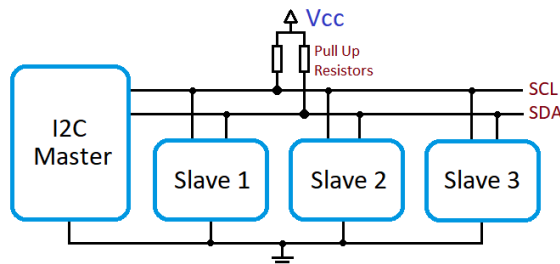 Vcc
Pull Up
Resistors
SCL
SDA
I2C
Master
Slave 1
Slave 2
Slave 3